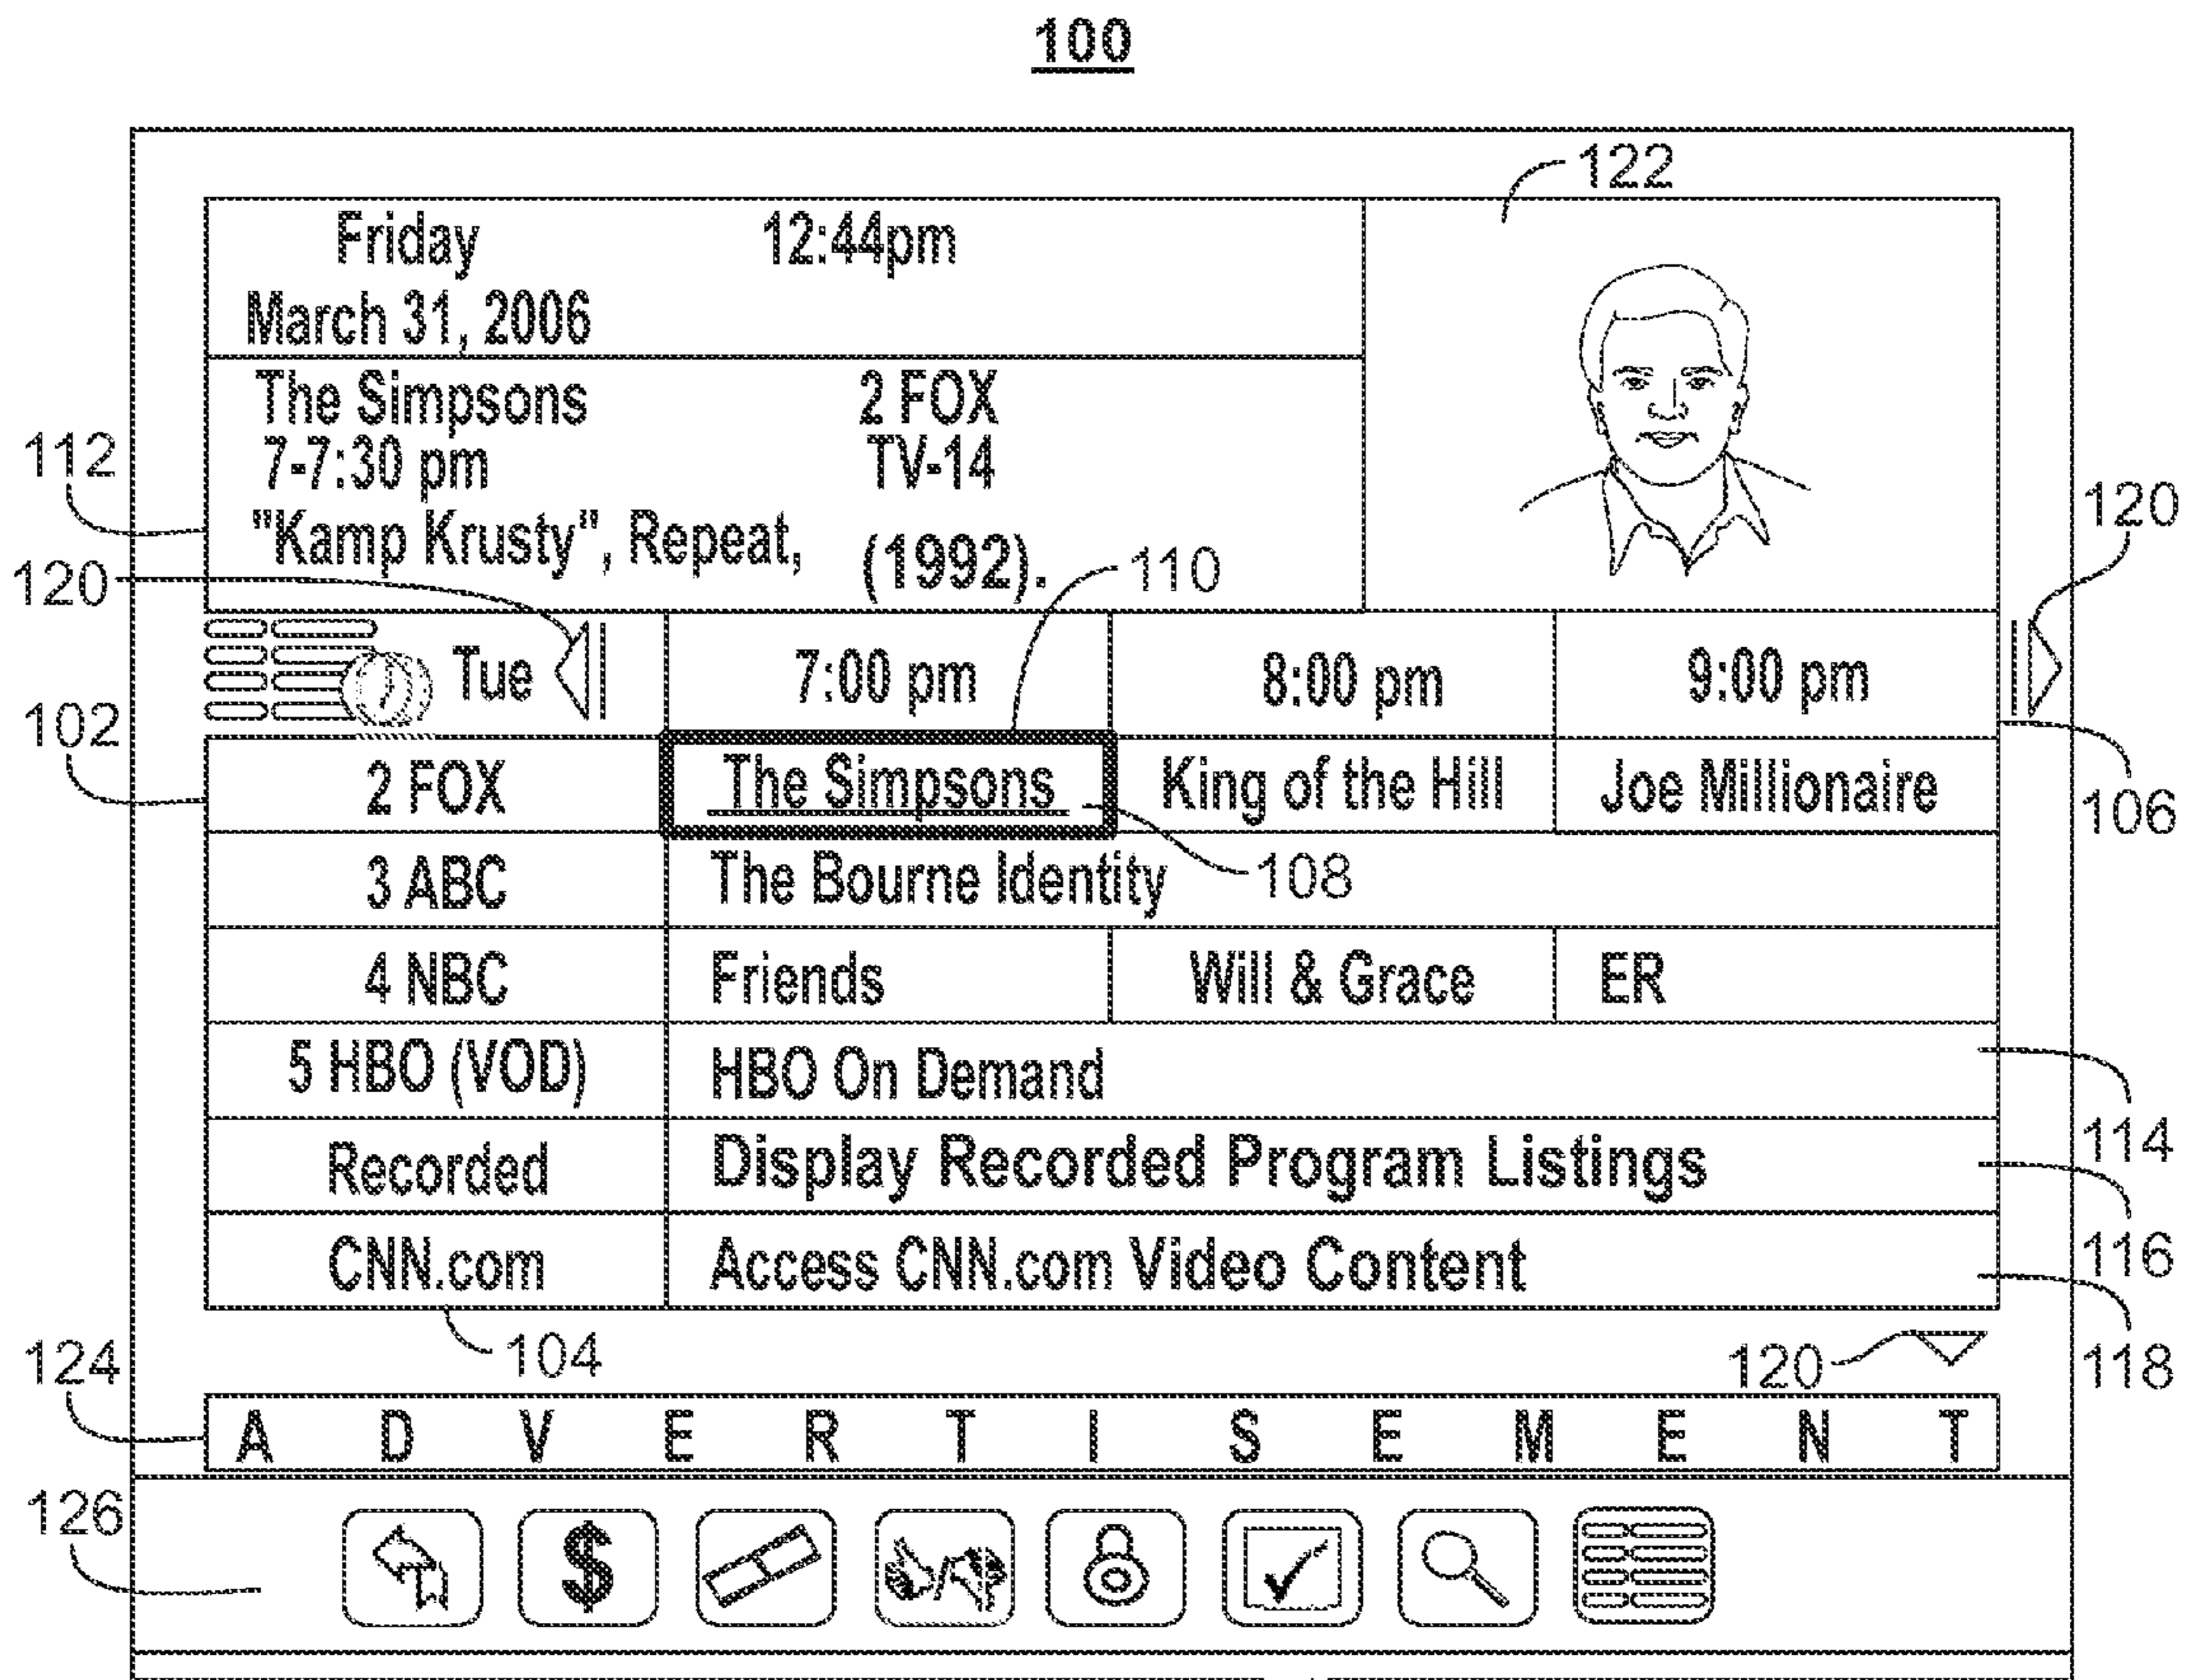 100
122
Friday 12:44pm
March 31, 2006
The Simpsons 2 FOX
112
7-7:30 pm TV-14
120
"Kamp Krusty", Repeat, (1992).
120
110
Tue 7:00 pm 8:00 pm 9:00 pm
102
2 FOX The Simpsons King of the Hill Joe Millionaire
106
3 ABC The Bourne Identity
108
4 NBC Friends Will & Grace ER
5 HBO (VOD) HBO On Demand
114
Recorded Display Recorded Program Listings
116
CNN.com Access CNN.com Video Content
104
120
118
124
A D V E R T I S E M E N T
126
$